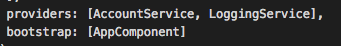 providers: [AccountService, LoggingService],
bootstrap: [AppComponent]